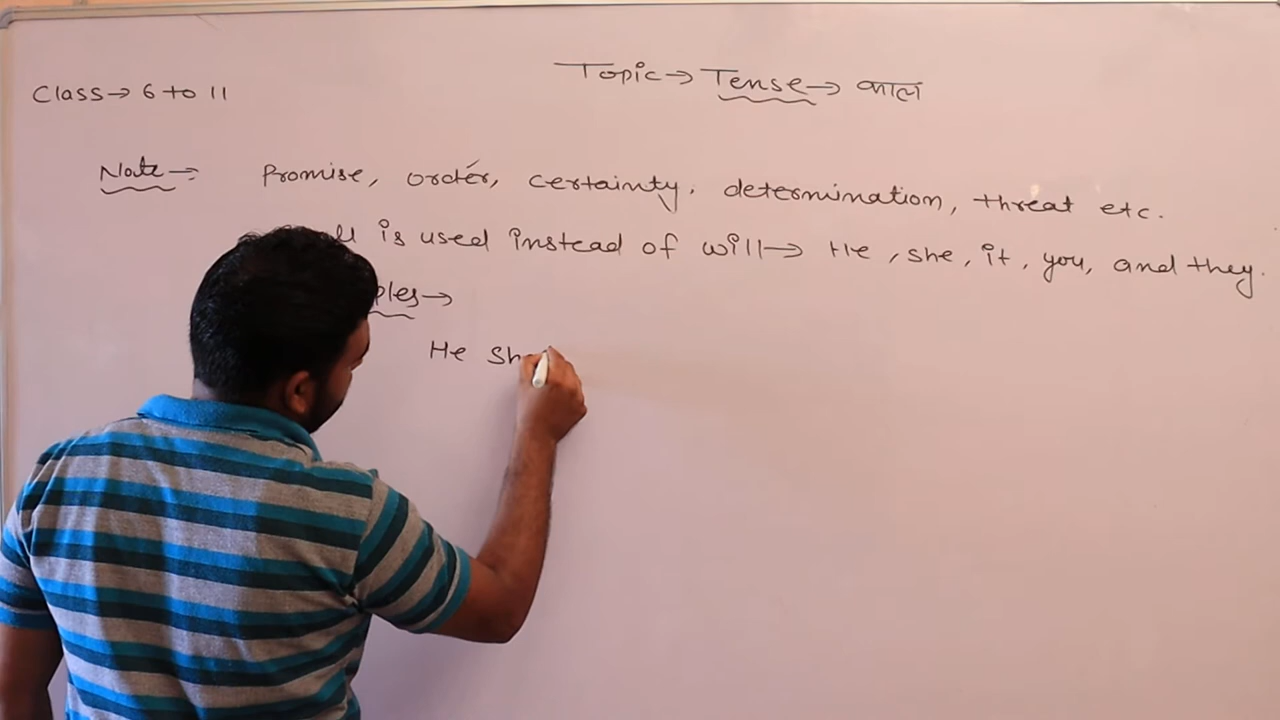 Topic→ Tense→ काल
Class→ 6 to 11
Note→ Promise, order, certainty, determination, threat etc.
is used instead of will→ He, she, it, you, and they.
He